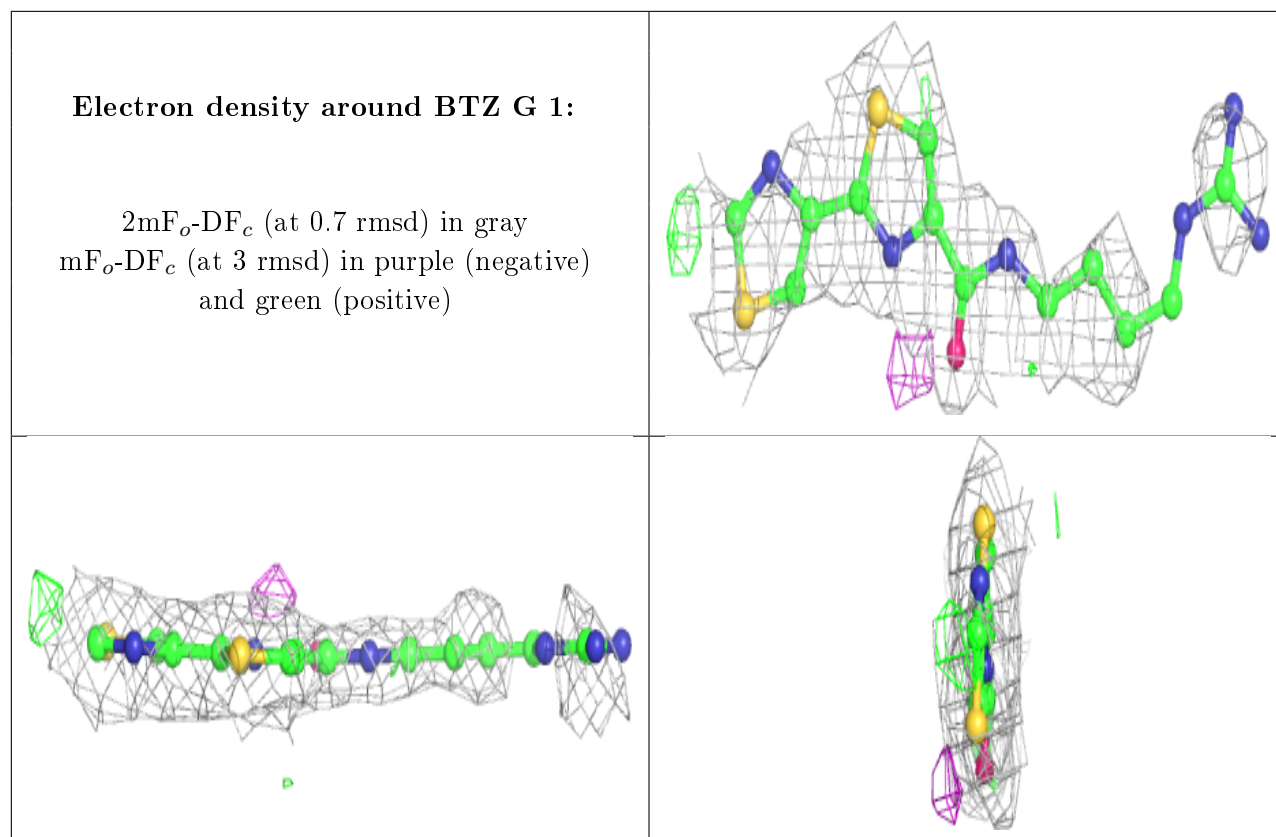 Electron density around BTZ G 1:
2mFₒ-DF𝒸 (at 0.7 rmsd) in gray
mFₒ-DF𝒸 (at 3 rmsd) in purple (negative)
and green (positive)